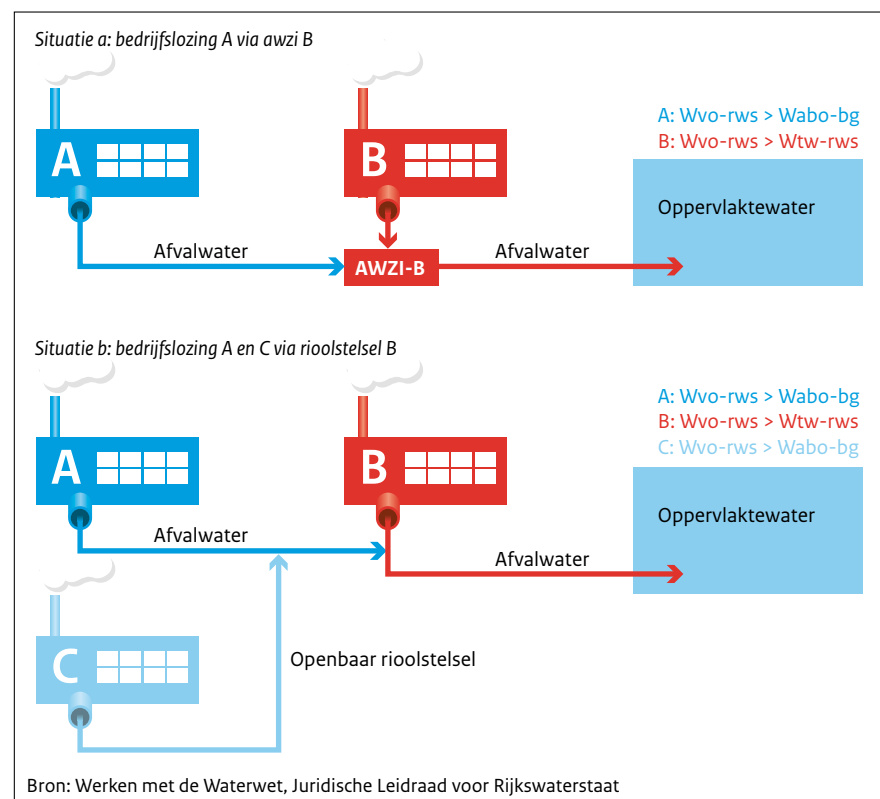 Situatie a: bedrijfslozing A via awzi B
A: Wvo-rws > Wabo-bg
B: Wvo-rws > Wtw-rws
A
B
Oppervlaktewater
Afvalwater
Afvalwater
AWZI-B
Situatie b: bedrijfslozing A en C via rioolstelsel B
A: Wvo-rws > Wabo-bg
B: Wvo-rws > Wtw-rws
C: Wvo-rws > Wabo-bg
A
B
Oppervlaktewater
Afvalwater
Afvalwater
C
Openbaar rioolstelsel
Bron: Werken met de Waterwet, Juridische Leidraad voor Rijkswaterstaat